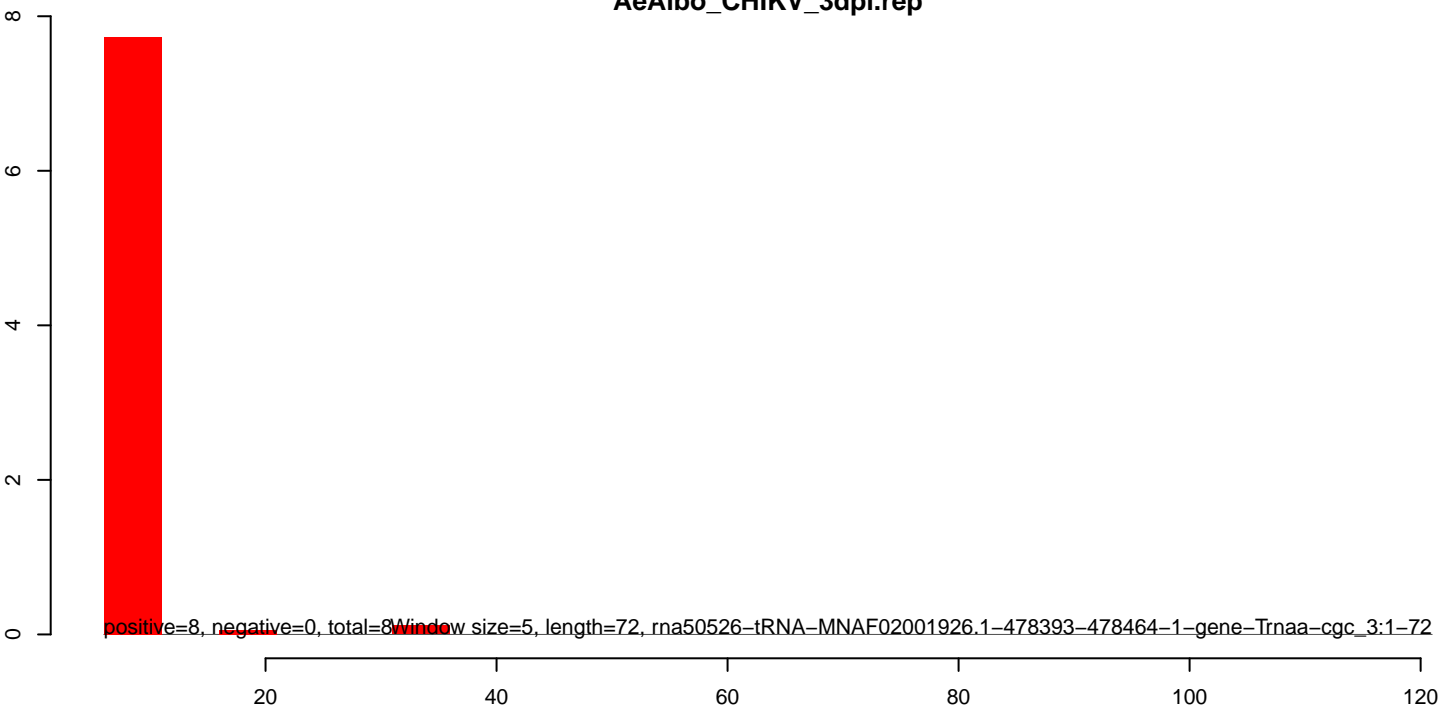 AeAlbo_CHIKV_3dpi.rep
8
6
4
2
0
positive=8, negative=0, total=8Window size=5, length=72, rna50526−tRNA−MNAF02001926.1−478393−478464−1−gene−Trnaa−cgc_3:1−72
20 40 60 80 100 120